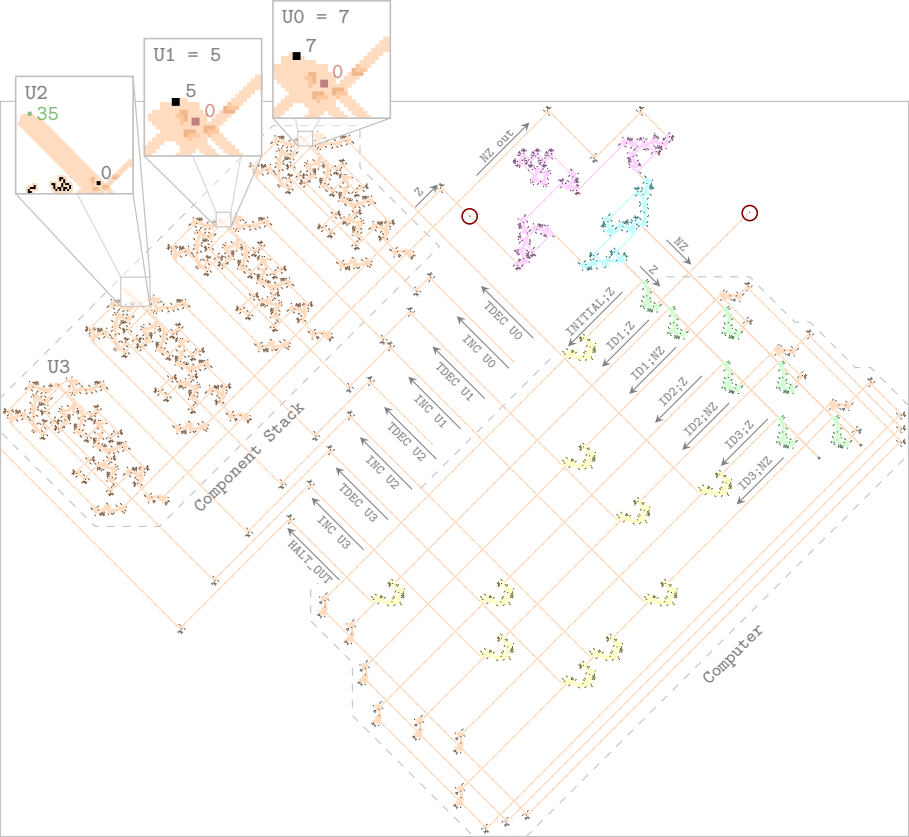 U0 = 7
7
0
U1 = 5
5
0
U2
35
0
U3
Component Stack
Z
NZ out
NZ
Z
INITIAL;Z
ID1;Z
ID1;NZ
ID2;Z
ID2;NZ
ID3;Z
ID3;NZ
TDEC U0
INC U0
TDEC U1
INC U1
TDEC U2
INC U2
TDEC U3
INC U3
HALT_OUT
Computer